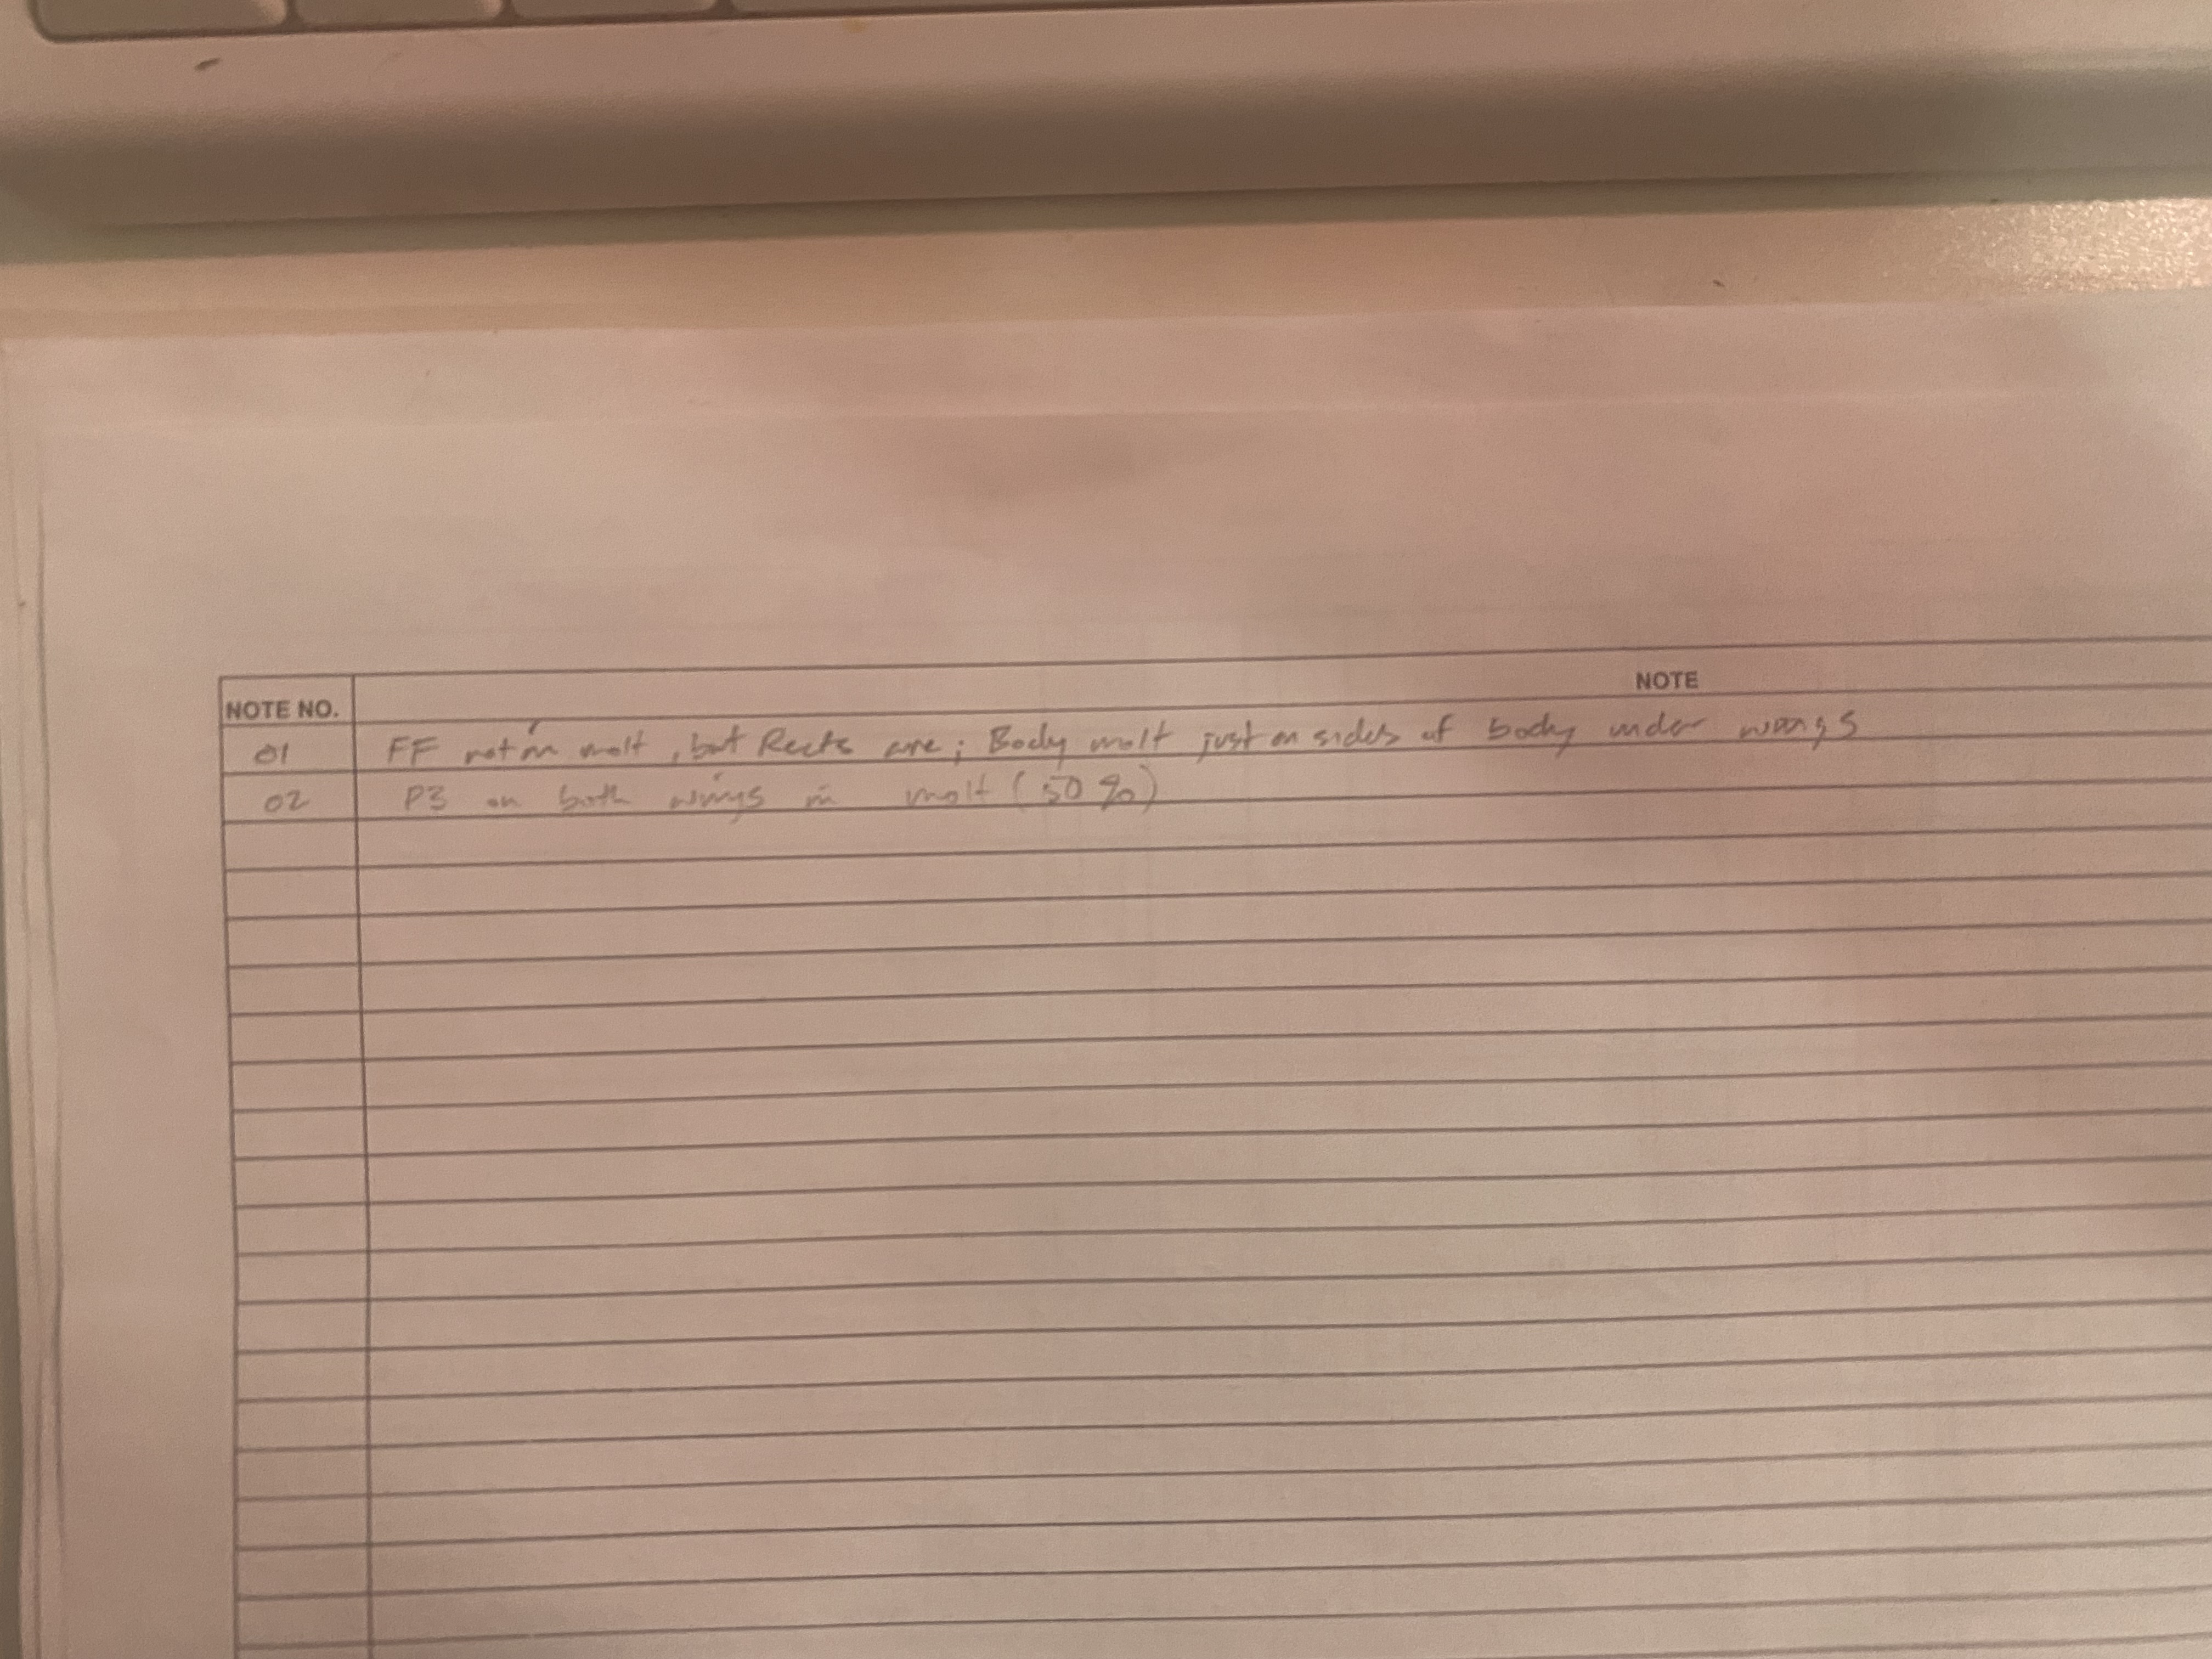 NOTE NO. NOTE
01 FF not in molt, but Rects are; Body molt just on sides of body under wings
02 P3 on both wings in molt (50%)